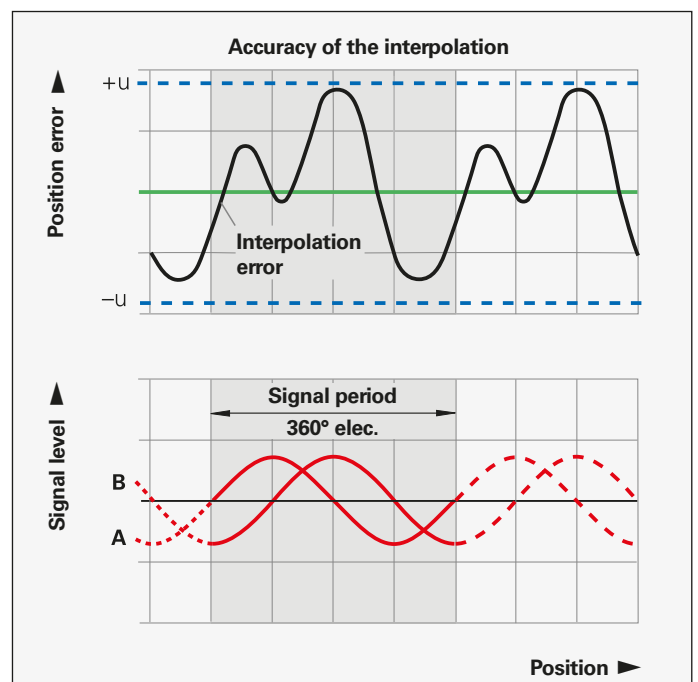 Accuracy of the interpolation
Position error
+u
Interpolation
error
–u
Signal level
Signal period
360° elec.
B
A
Position